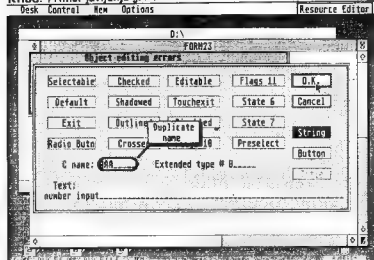 Desk Control New Options Resource Editor
D:\
FORM23
Object editing errors
Selectable Checked Editable Flags 11 O.K.
Default Shadowed Touchexit State 6 Cancel
Exit State 7
Duplicate
name
String
Radio Butn Preselect
Button
C name: Extended type # 0
Text:
number input